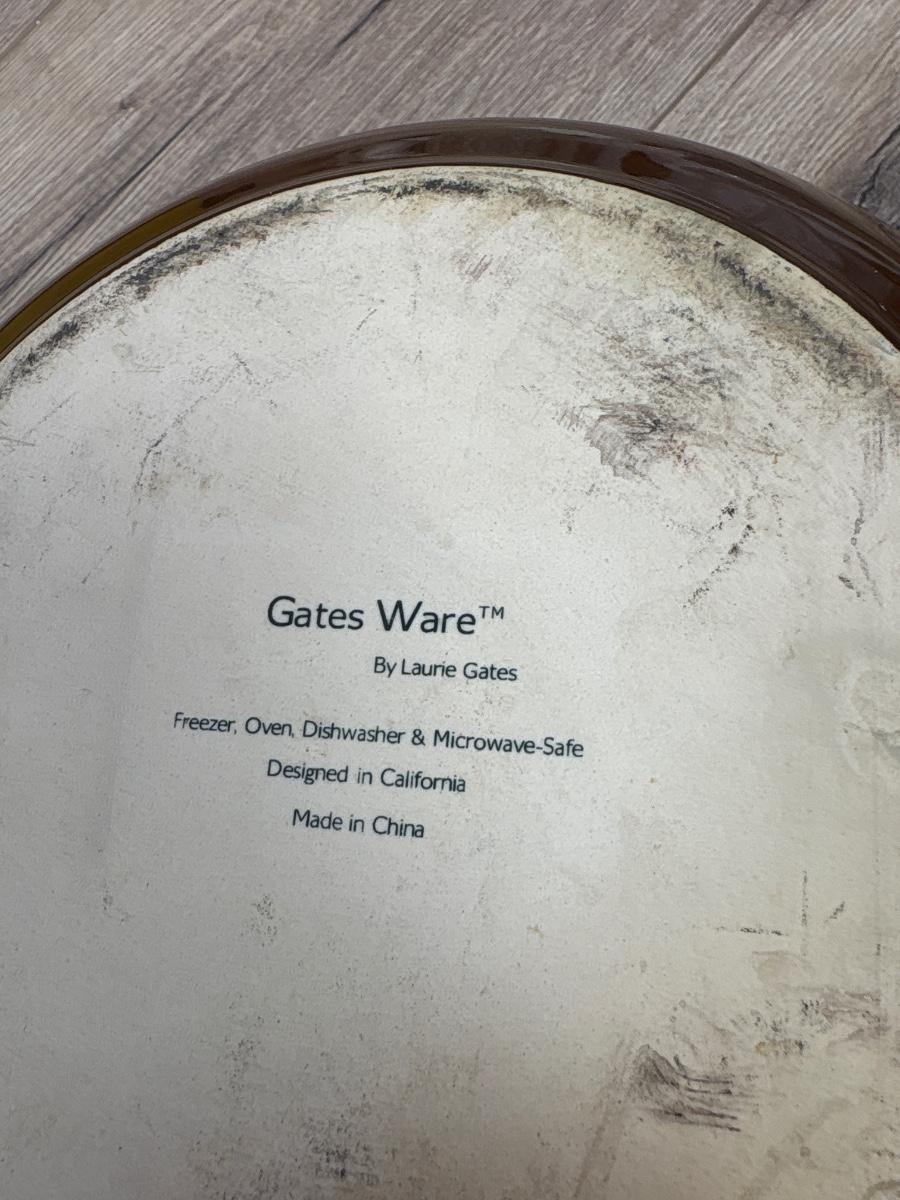 Gates Ware™
By Laurie Gates
Freezer, Oven, Dishwasher & Microwave-Safe
Designed in California
Made in China